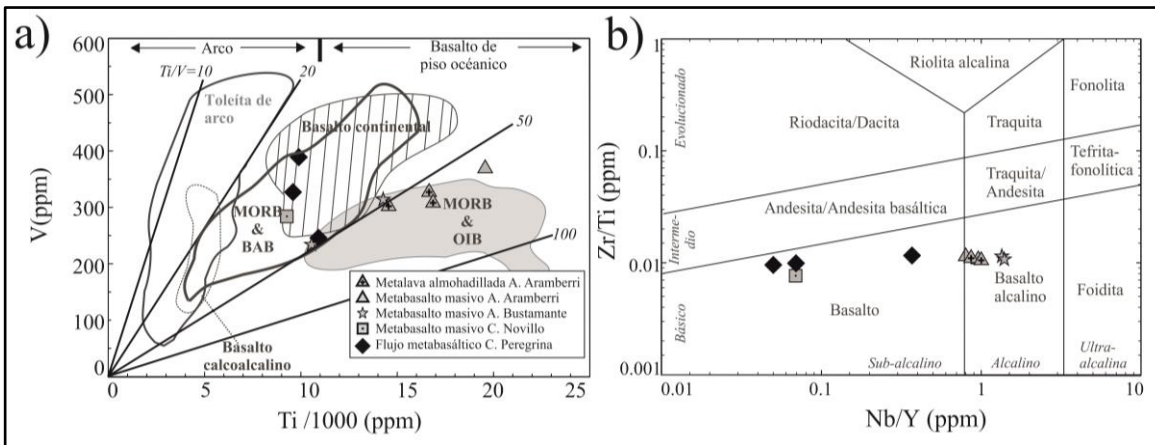 a)
Arco
Basalto de
piso océanico
Ti/V=10
20
Toleíta de
arco
Basalto continental
50
MORB
&
BAB
MORB
&
OIB
100
Basalto
calcoalcalino
Metalava almohadillada A. Aramberri
Metabasalto masivo A. Aramberri
Metabasalto masivo A. Bustamante
Metabasalto masivo C. Novillo
Flujo metabasáltico C. Peregrina
V(ppm)
600
500
400
300
200
100
0
0 5 10 15 20 25
Ti /1000 (ppm)
b)
Riolita alcalina
Fonolita
Evolucionado
Riodacita/Dacita
Traquita
Tefrita-
fonolítica
Traquita/
Andesita
Andesita/Andesita basáltica
Interme-
dio
Basalto
alcalino
Basalto
Foidita
Básico
Sub-alcalino
Alcalino
Ultra-
alcalina
Zr/Ti (ppm)
1
0.1
0.01
0.001
0.01 0.1 1 10
Nb/Y (ppm)